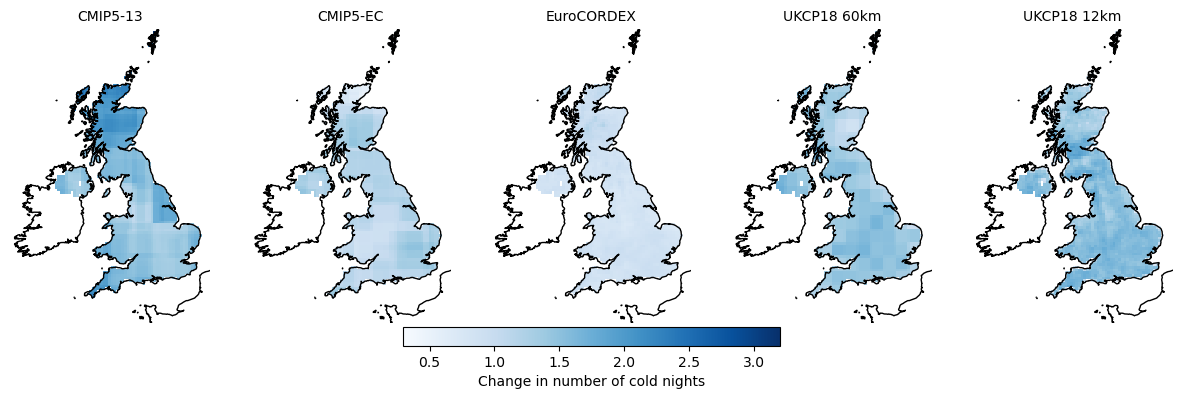 CMIP5-13 CMIP5-EC EuroCORDEX UKCP18 60km UKCP18 12km
0.5 1.0 1.5 2.0 2.5 3.0
Change in number of cold nights